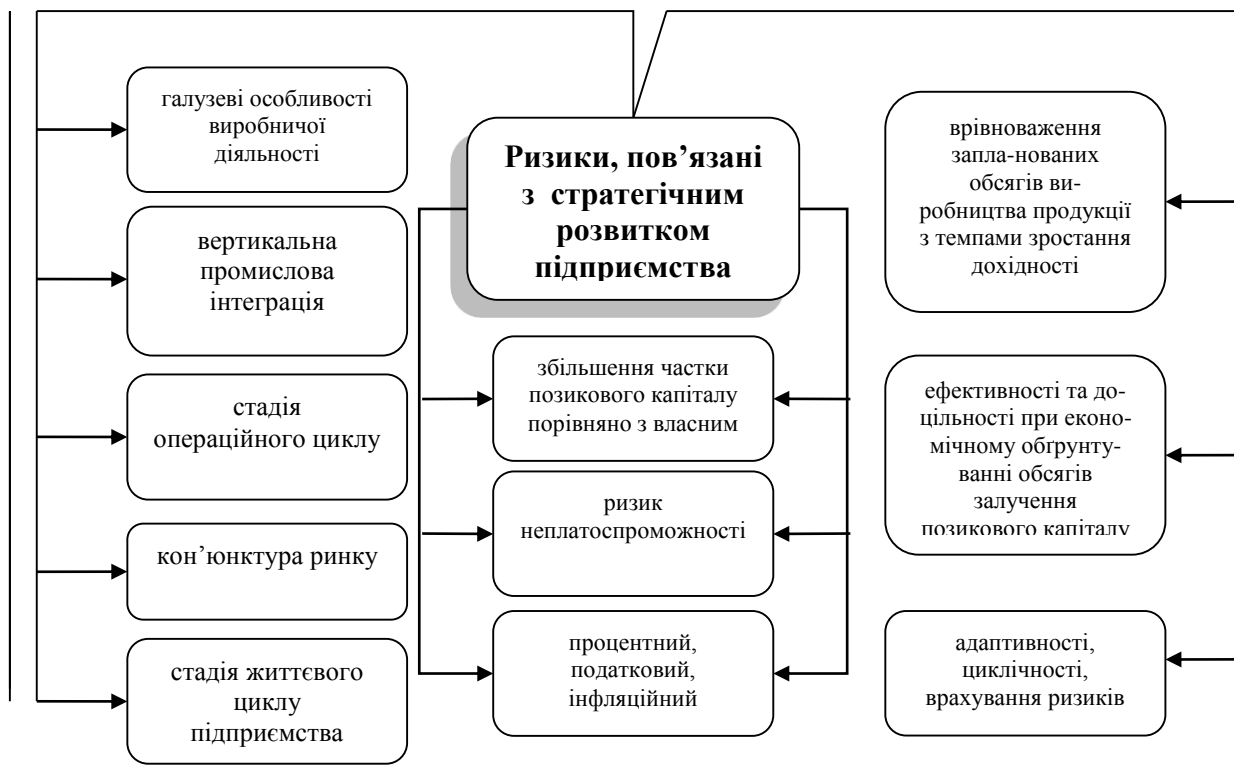 галузеві особливості
виробничої
діяльності
вертикальна
промислова
інтеграція
стадія
операційного циклу
кон’юнктура ринку
стадія життєвого
циклу
підприємства
Ризики, пов’язані
з стратегічним
розвитком
підприємства
збільшення частки
позикового капіталу
порівняно з власним
ризик
неплатоспроможності
процентний,
податковий,
інфляційний
врівноваження
запла-нованих
обсягів ви-
робництва продукції
з темпами зростання
дохідності
ефективності та до-
цільності при еконо-
мічному обґрунту-
ванні обсягів
залучення
позикового капіталу
адаптивності,
циклічності,
врахування ризиків